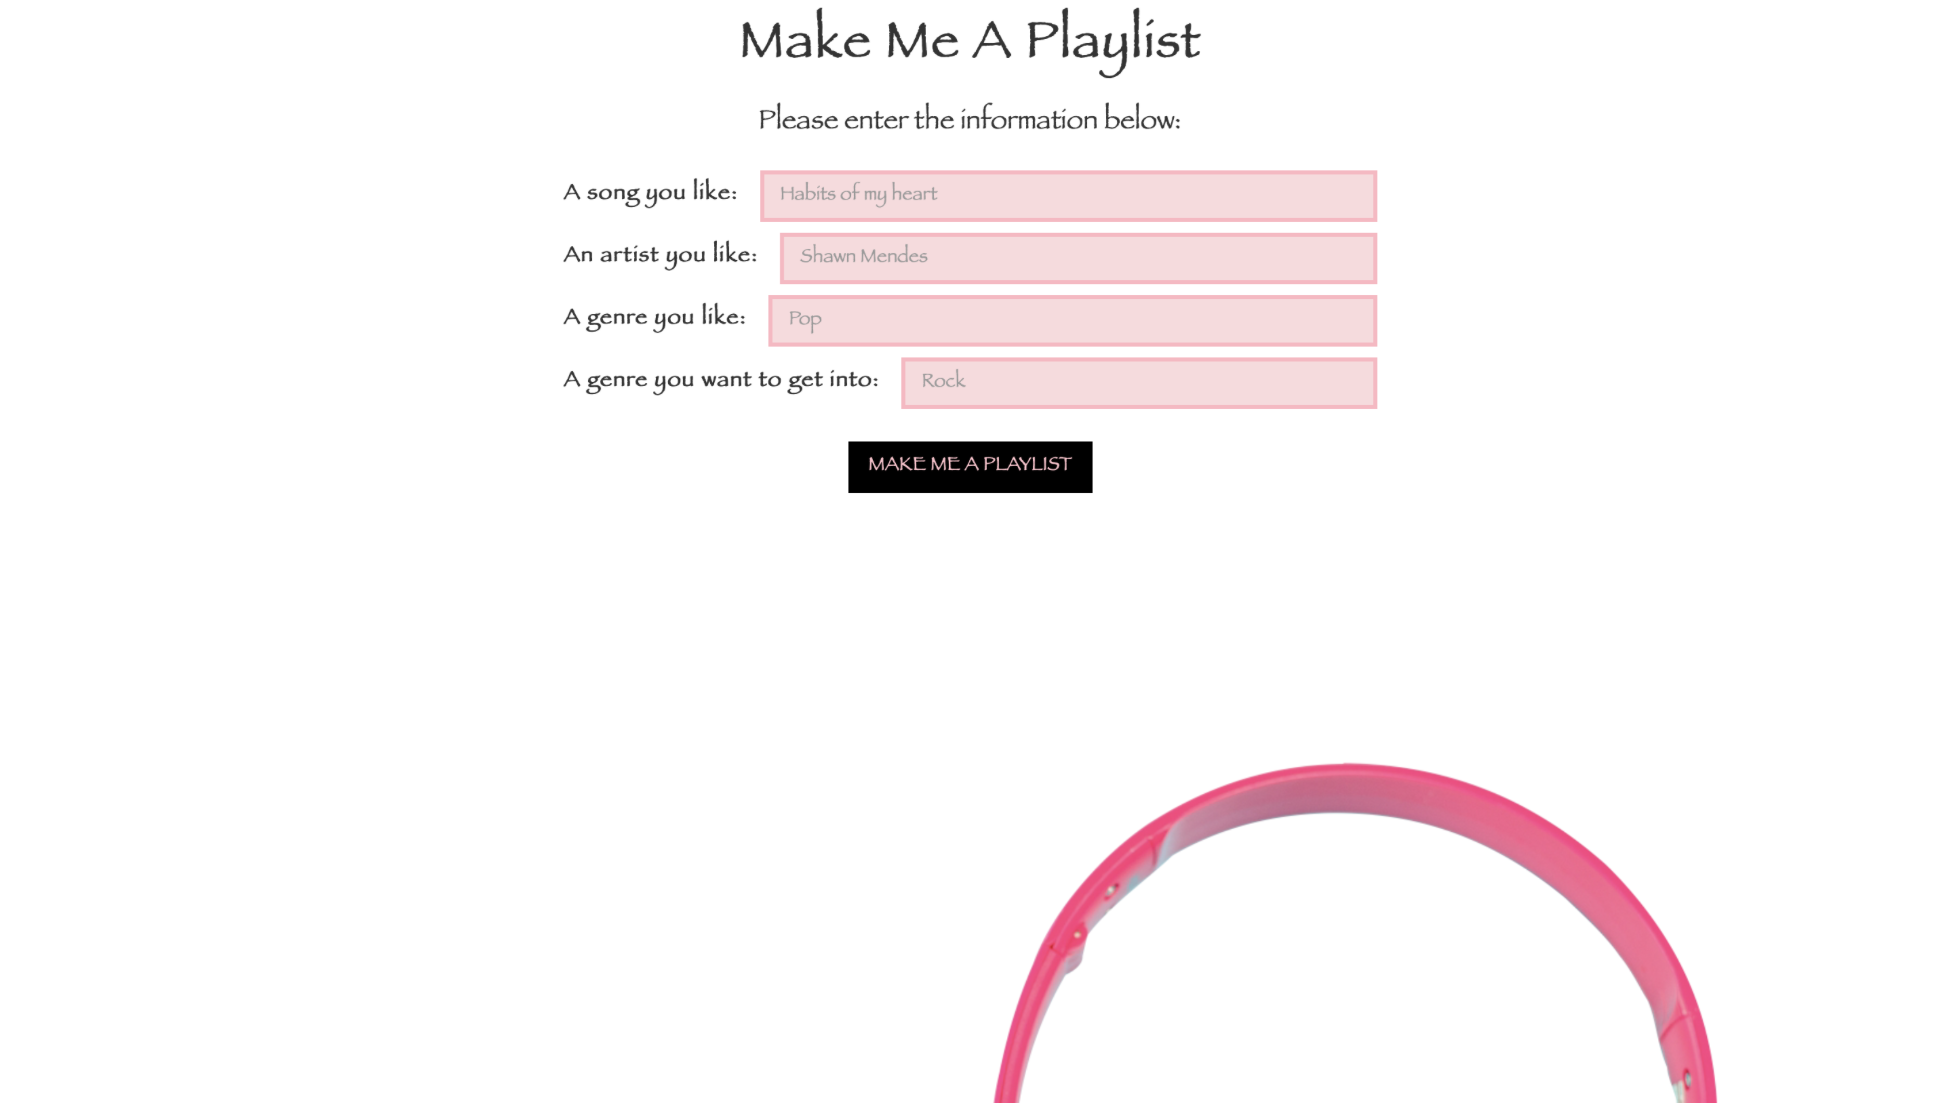 Make Me A Playlist
Please enter the information below:
A song you like: Habits of my heart
An artist you like: Shawn Mendes
A genre you like: Pop
A genre you want to get into: Rock
MAKE ME A PLAYLIST